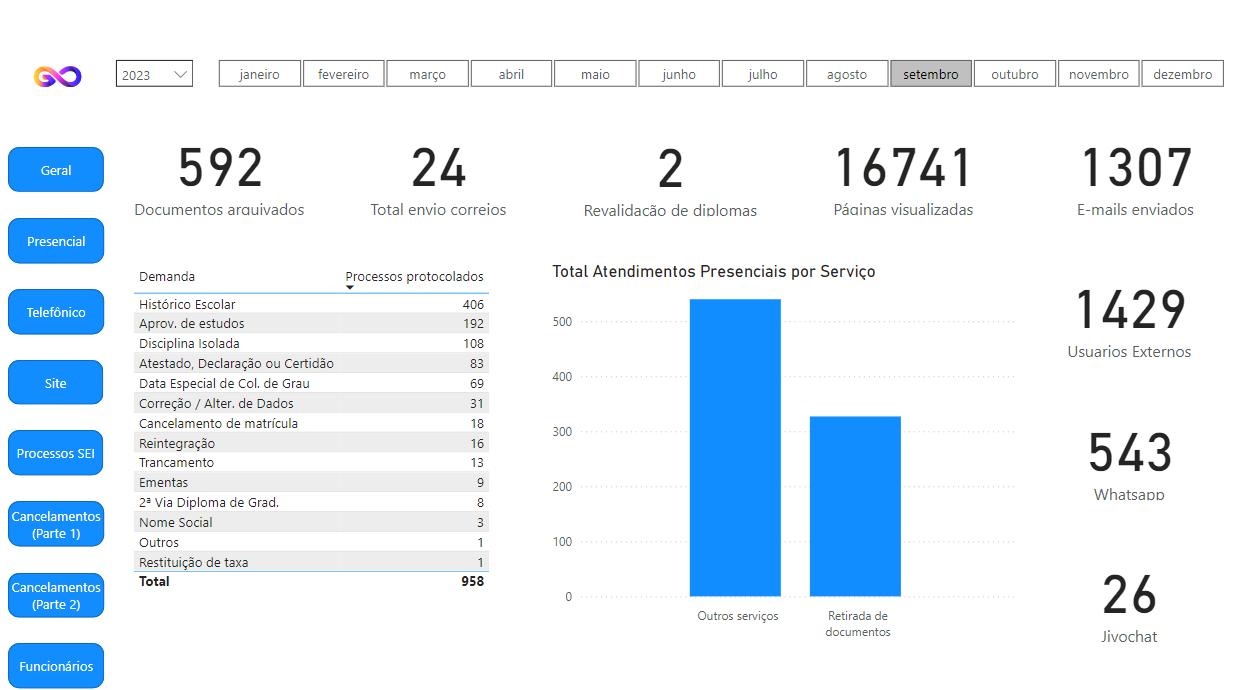 2023
janeiro
fevereiro
março
abril
maio
junho
julho
agosto
setembro
outubro
novembro
dezembro
Geral
Presencial
Telefônico
Site
Processos SEI
Cancelamentos
(Parte 1)
Cancelamentos
(Parte 2)
Funcionários
592
Documentos arquivados
24
Total envio correios
2
Revalidação de diplomas
16741
Páginas visualizadas
1307
E-mails enviados
Demanda Processos protocolados
Histórico Escolar 406
Aprov. de estudos 192
Disciplina Isolada 108
Atestado, Declaração ou Certidão 83
Data Especial de Col. de Grau 69
Correção / Alter. de Dados 31
Cancelamento de matrícula 18
Reintegração 16
Trancamento 13
Ementas 9
2ª Via Diploma de Grad. 8
Nome Social 3
Outros 1
Restituição de taxa 1
Total 958
Total Atendimentos Presenciais por Serviço
500
400
300
200
100
0
Outros serviços
Retirada de
documentos
1429
Usuarios Externos
543
Whatsapp
26
Jivochat